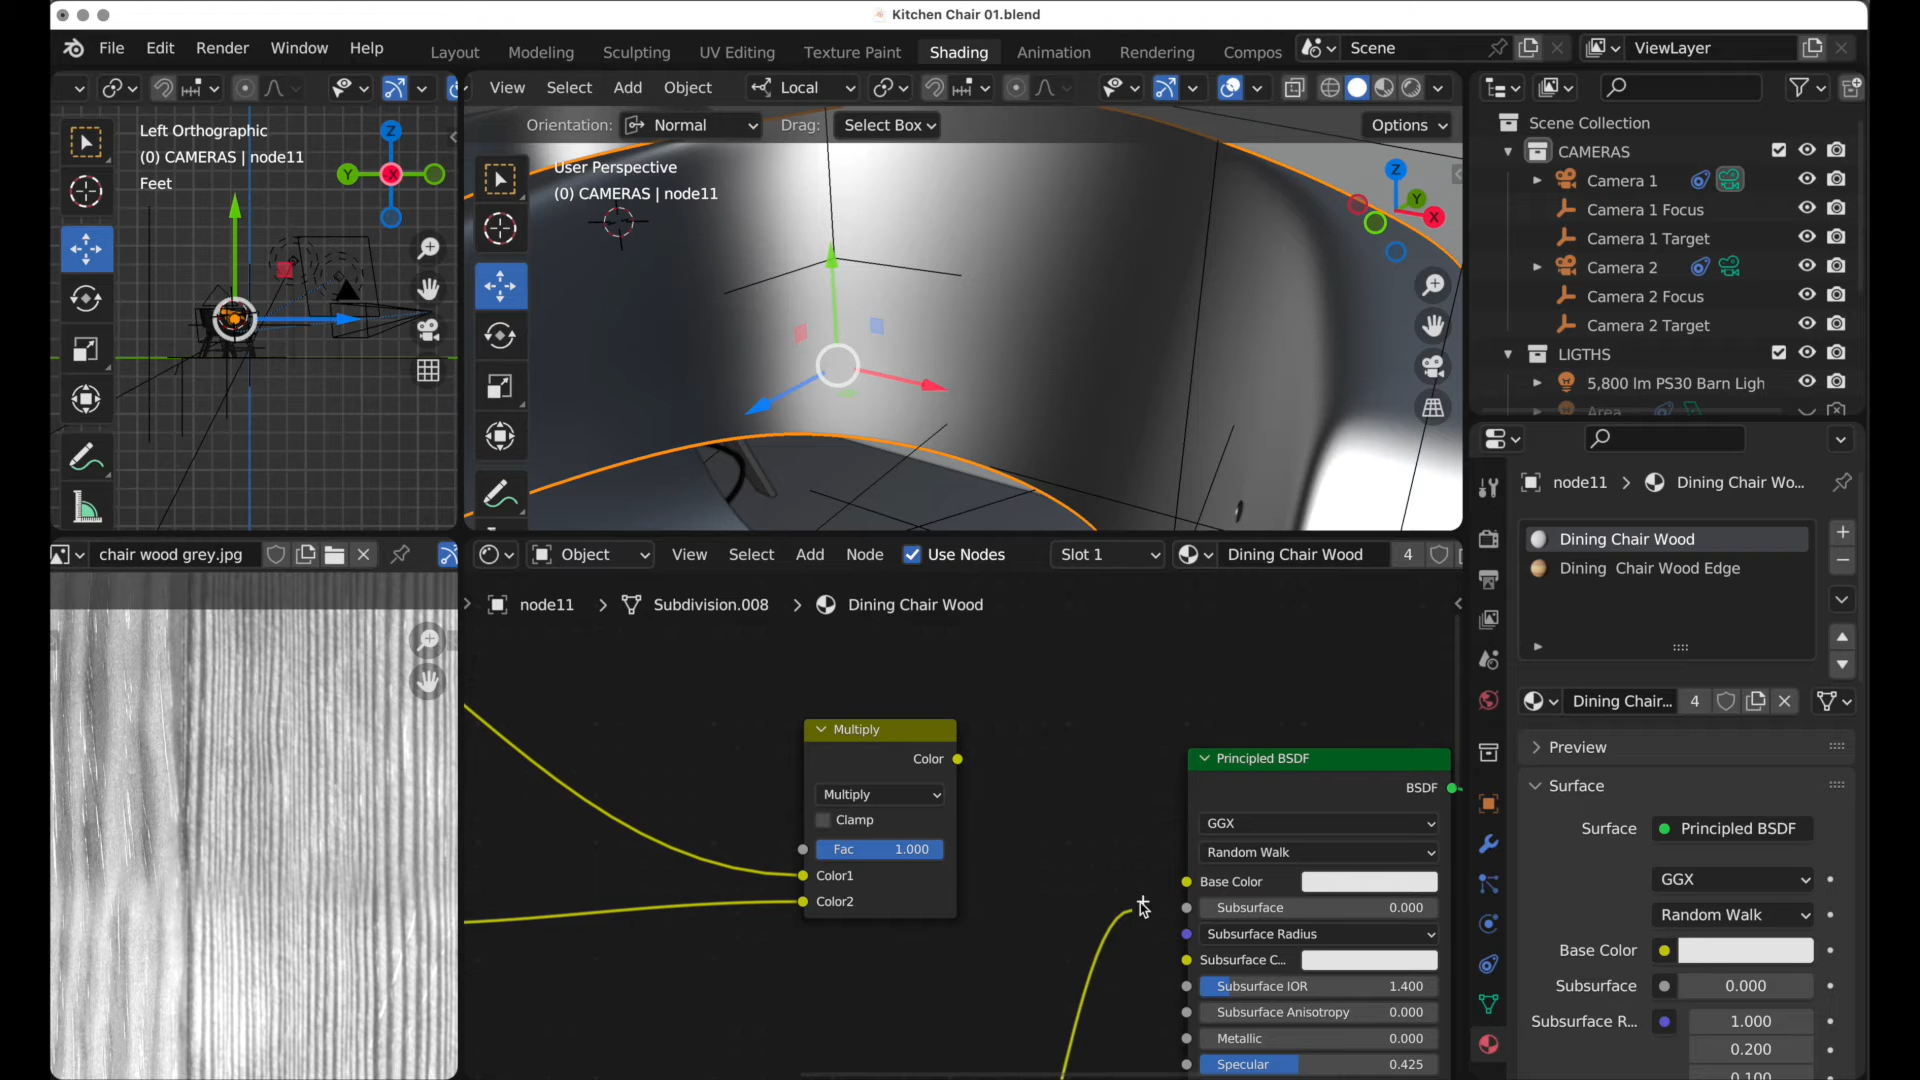 Kitchen Chair 01.blend
File Edit Render Window Help
Layout Modeling Sculpting UV Editing Texture Paint Shading Animation Rendering Compos
Scene
ViewLayer
View Select Add Object
Local
Orientation: Normal Drag: Select Box
Options
Left Orthographic
(0) CAMERAS | node11
Feet
Z
Y
X
User Perspective
(0) CAMERAS | node11
Z
Y
X
Scene Collection
CAMERAS
Camera 1
Camera 1 Focus
Camera 1 Target
Camera 2
Camera 2 Focus
Camera 2 Target
LIGTHS
5,800 lm PS30 Barn Ligh
Area
chair wood grey.jpg
Object View Select Add Node Use Nodes Slot 1 Dining Chair Wood 4
node11 > Subdivision.008 > Dining Chair Wood
Multiply
Color
Multiply
Clamp
Fac 1.000
Color1
Color2
Principled BSDF
BSDF
GGX
Random Walk
Base Color
Subsurface 0.000
Subsurface Radius
Subsurface C...
Subsurface IOR 1.400
Subsurface Anisotropy 0.000
Metallic 0.000
Specular 0.425
node11 > Dining Chair Wo...
Dining Chair Wood
Dining Chair Wood Edge
Dining Chair... 4
Preview
Surface
Surface Principled BSDF
GGX
Random Walk
Base Color
Subsurface 0.000
Subsurface R... 1.000
0.200
0.100